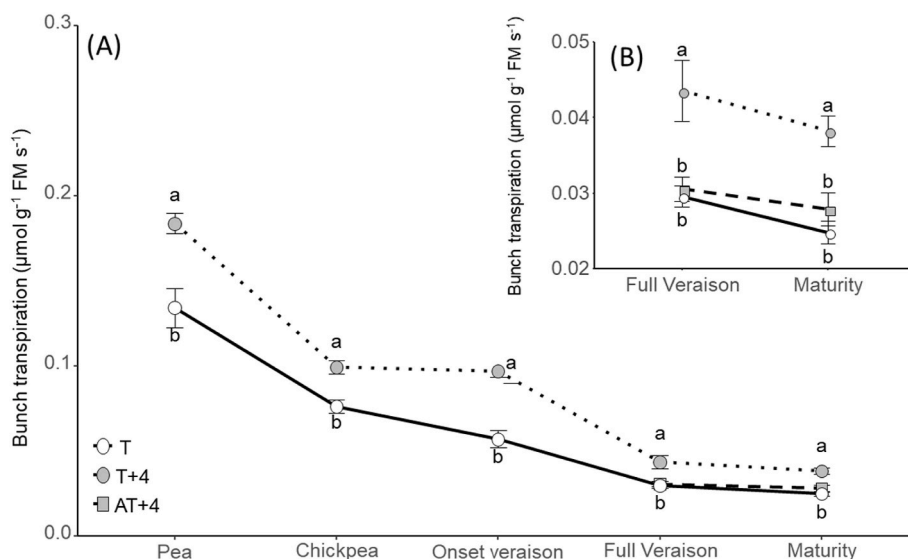 (A)
Bunch transpiration (µmol g⁻¹ FM s⁻¹)
0.3
0.2
0.1
0.0
a
b
a
b
a
b
a
b
a
b
T
T+4
AT+4
Pea Chickpea Onset veraison Full Veraison Maturity
(B)
Bunch transpiration (µmol g⁻¹ FM s⁻¹)
0.05
0.04
0.03
0.02
a
a
b
b
b
b
Full Veraison Maturity